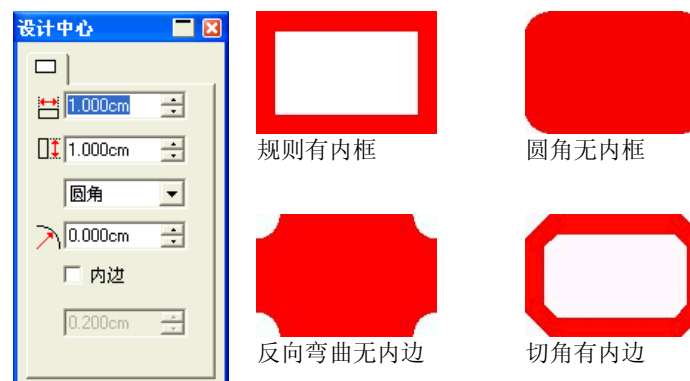 设计中心
1.000cm
1.000cm
圆角
0.000cm
内边
0.200cm
规则有内框
圆角无内框
反向弯曲无内边
切角有内边